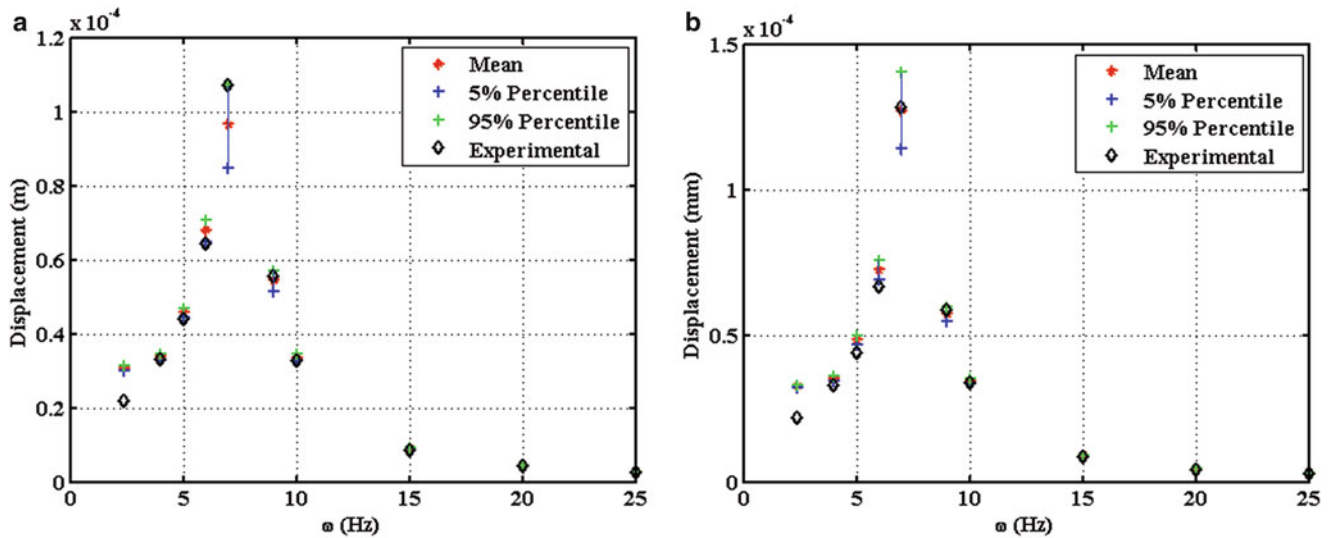 a
x 10^-4
1.2
1
0.8
0.6
0.4
0.2
0
Displacement (m)
0 5 10 15 20 25
ω (Hz)
Mean
5% Percentile
95% Percentile
Experimental
b
x 10^-4
1.5
1
0.5
0
Displacement (mm)
0 5 10 15 20 25
ω (Hz)
Mean
5% Percentile
95% Percentile
Experimental